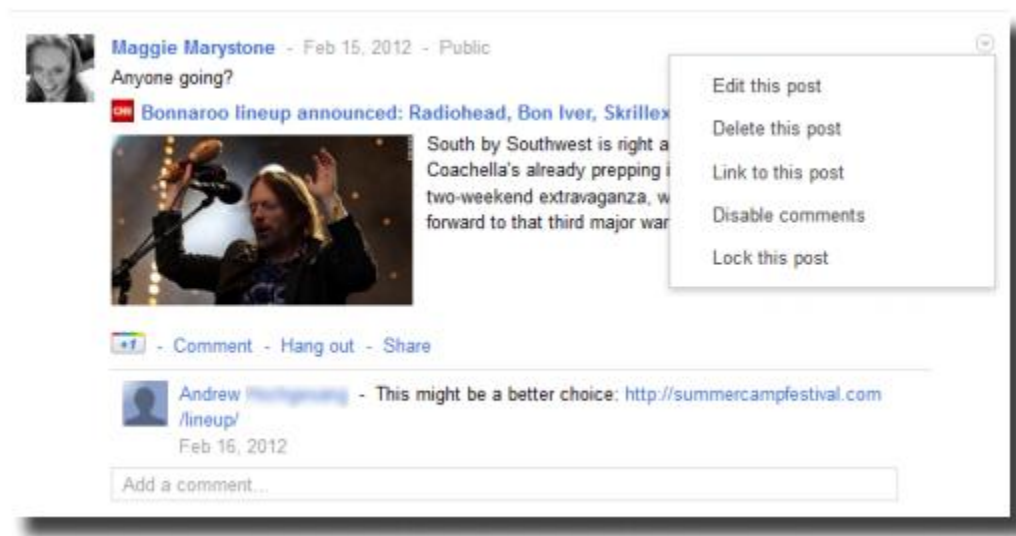 Maggie Marystone - Feb 15, 2012 - Public
Anyone going?
CNN Bonnaroo lineup announced: Radiohead, Bon Iver, Skrillex
South by Southwest is right a
Coachella's already prepping i
two-weekend extravaganza, w
forward to that third major war
Edit this post
Delete this post
Link to this post
Disable comments
Lock this post
+1 - Comment - Hang out - Share
Andrew - This might be a better choice: http://summercampfestival.com
/lineup/
Feb 16, 2012
Add a comment...